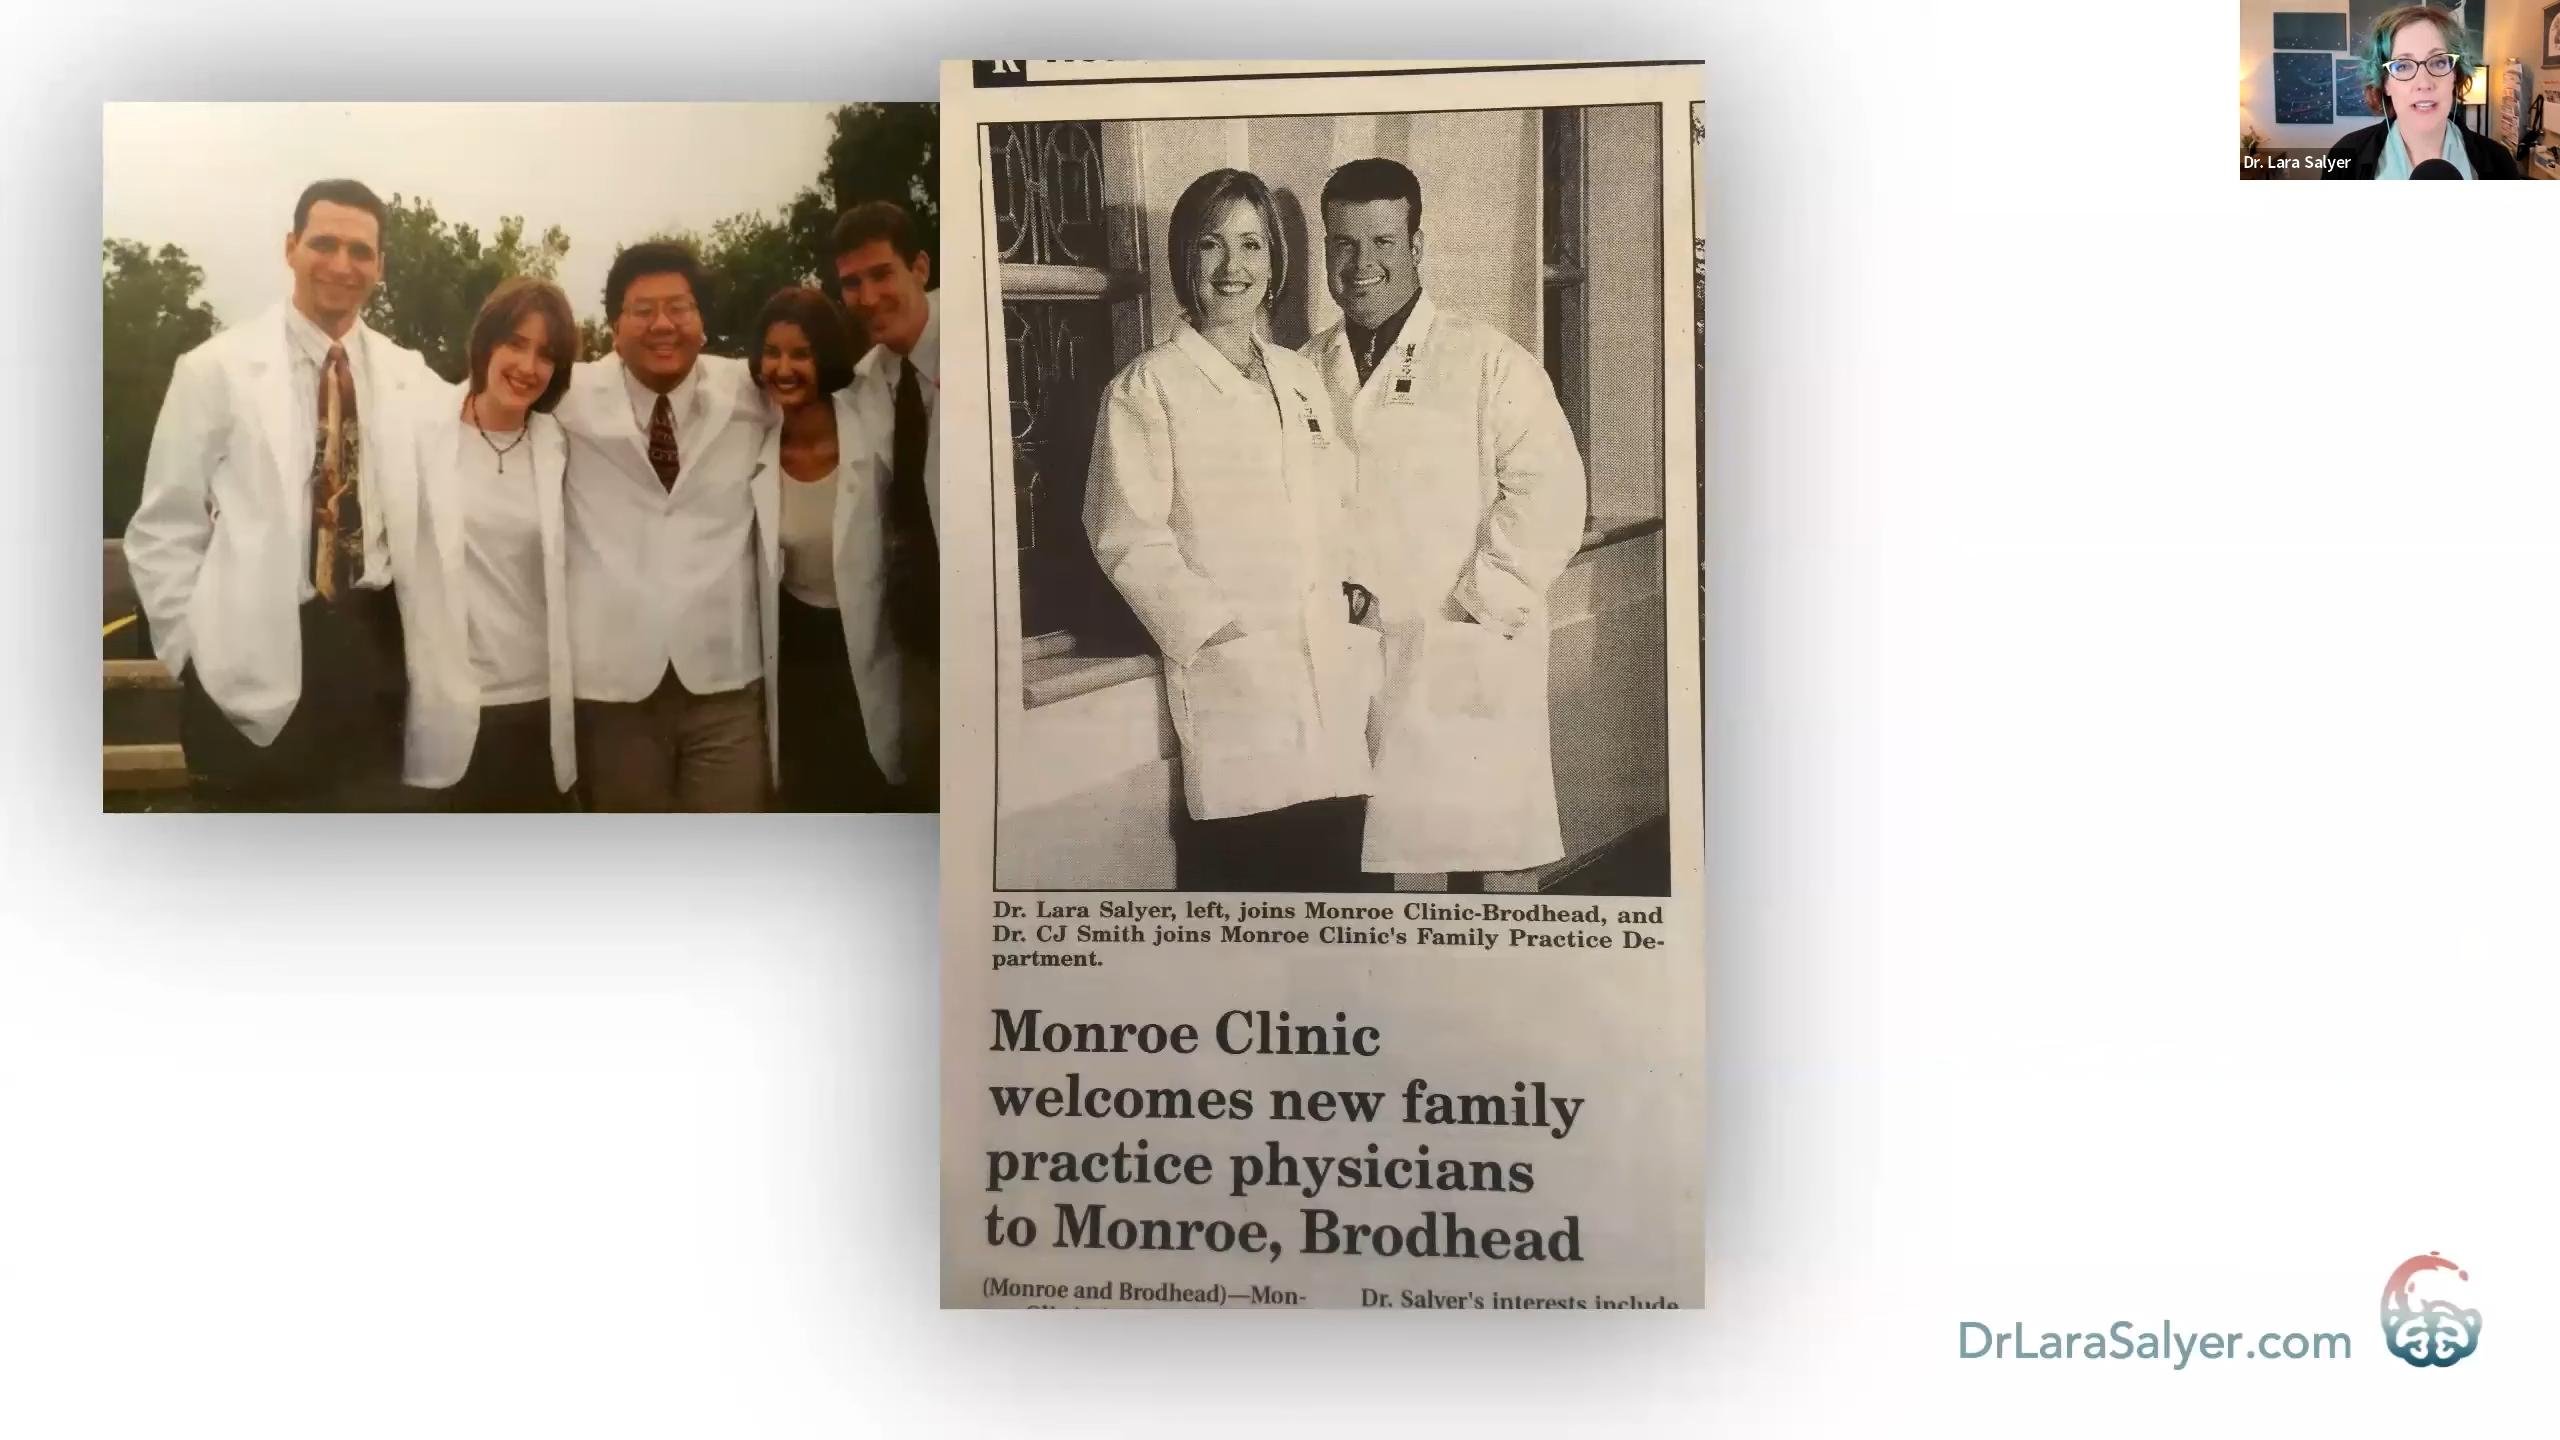 Dr. Lara Salyer
Dr. Lara Salyer, left, joins Monroe Clinic-Brodhead, and
Dr. CJ Smith joins Monroe Clinic's Family Practice De-
partment.
Monroe Clinic
welcomes new family
practice physicians
to Monroe, Brodhead
(Monroe and Brodhead)—Mon-
Dr. Salyer's interests include
DrLaraSalyer.com